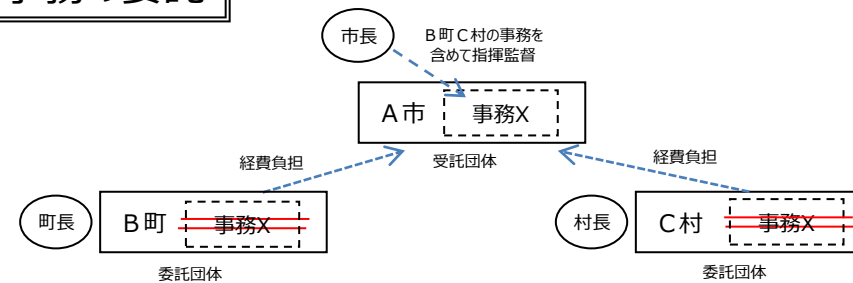 事務の委託
市長
B町C村の事務を
含めて指揮監督
A市
事務X
受託団体
経費負担
経費負担
町長
B町
事務X
委託団体
村長
C村
事務X
委託団体